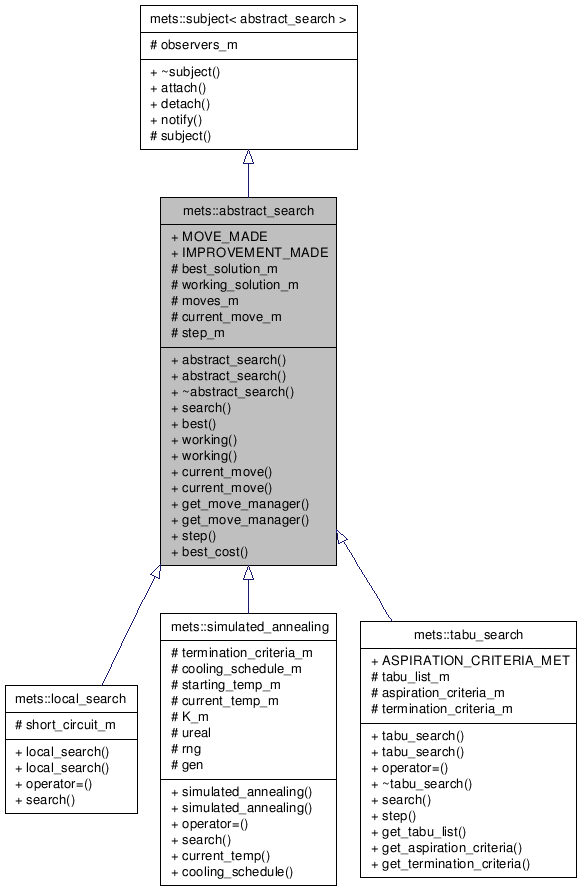 mets::subject< abstract_search >
# observers_m
+ ~subject()
+ attach()
+ detach()
+ notify()
# subject()
mets::abstract_search
+ MOVE_MADE
+ IMPROVEMENT_MADE
# best_solution_m
# working_solution_m
# moves_m
# current_move_m
# step_m
+ abstract_search()
+ abstract_search()
+ ~abstract_search()
+ search()
+ best()
+ working()
+ working()
+ current_move()
+ current_move()
+ get_move_manager()
+ get_move_manager()
+ step()
+ best_cost()
mets::local_search
# short_circuit_m
+ local_search()
+ local_search()
+ operator=()
+ search()
mets::simulated_annealing
# termination_criteria_m
# cooling_schedule_m
# starting_temp_m
# current_temp_m
# K_m
# ureal
# rng
# gen
+ simulated_annealing()
+ simulated_annealing()
+ operator=()
+ search()
+ current_temp()
+ cooling_schedule()
mets::tabu_search
+ ASPIRATION_CRITERIA_MET
# tabu_list_m
# aspiration_criteria_m
# termination_criteria_m
+ tabu_search()
+ tabu_search()
+ operator=()
+ ~tabu_search()
+ search()
+ step()
+ get_tabu_list()
+ get_aspiration_criteria()
+ get_termination_criteria()